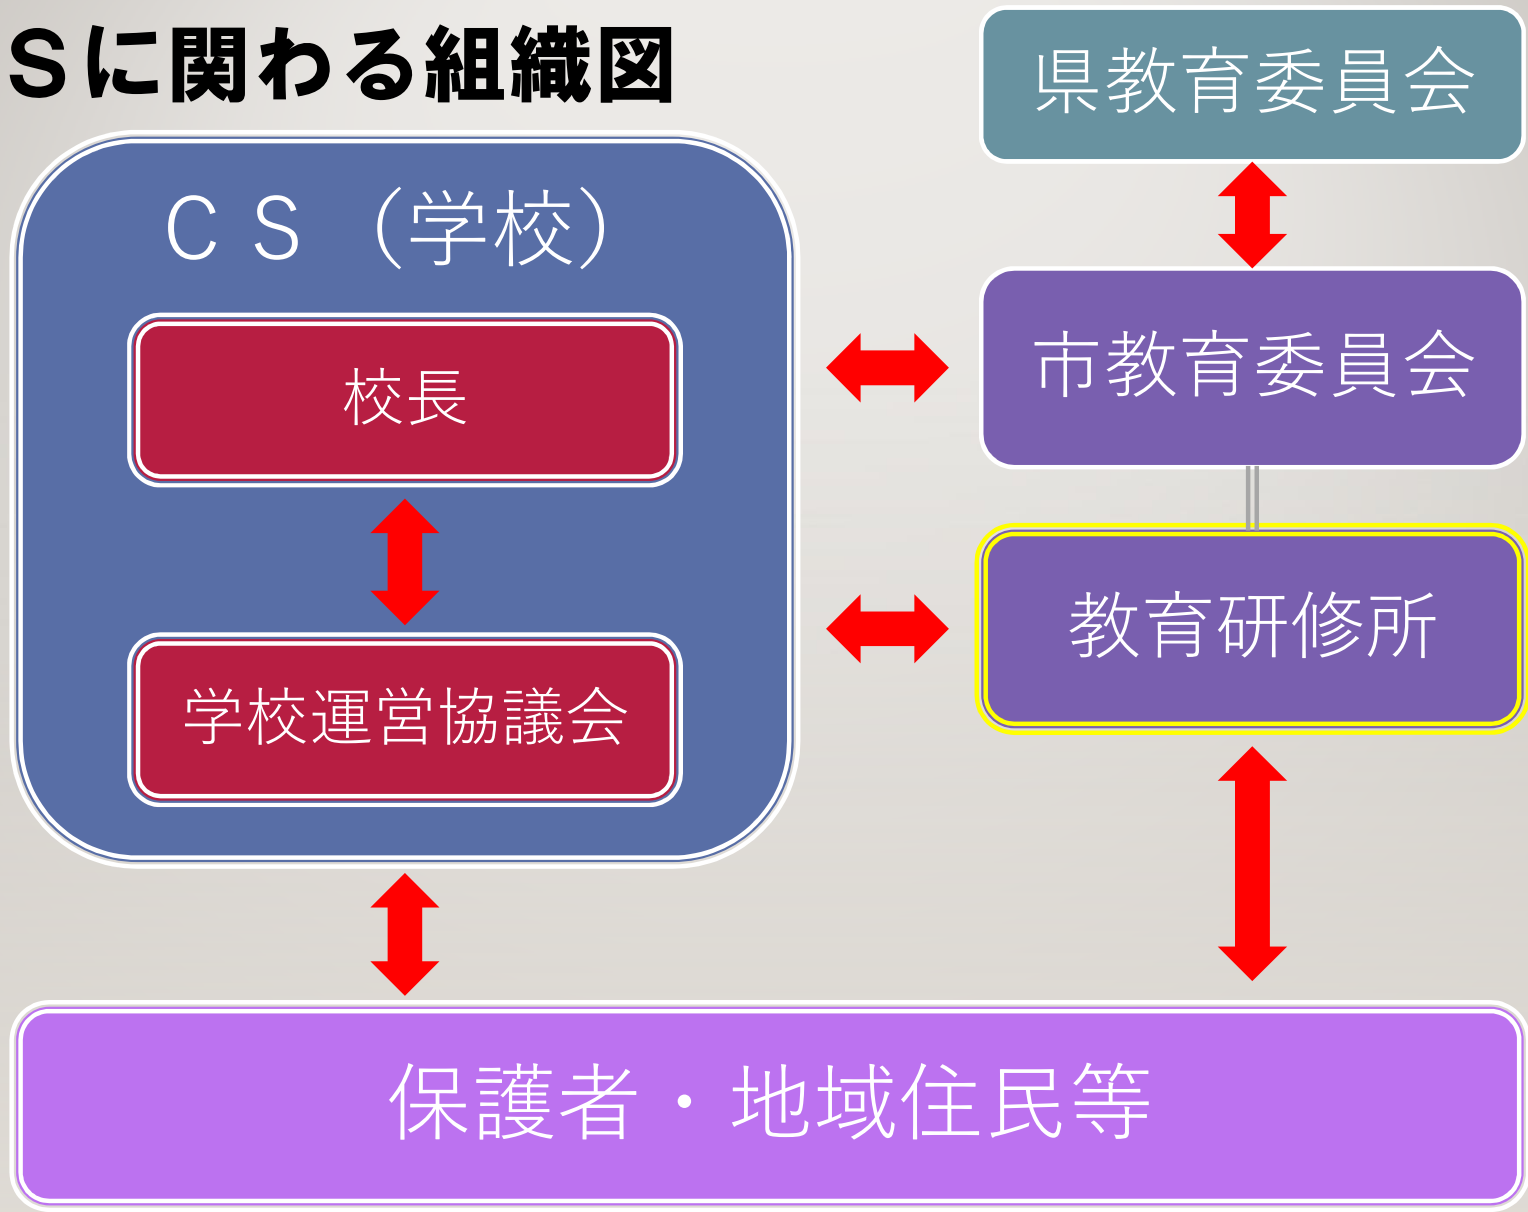 Sに関わる組織図
県教育委員会
CS（学校）
校長
市教育委員会
教育研修所
学校運営協議会
保護者・地域住民等